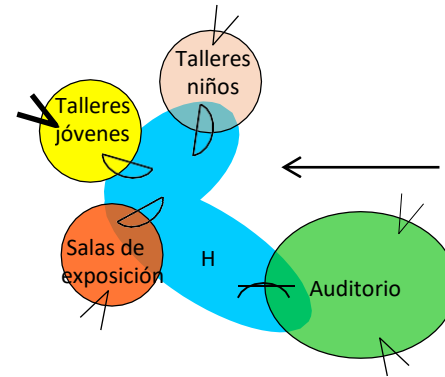 Talleres
niños
Talleres
jóvenes
Salas de
exposición
H
Auditorio